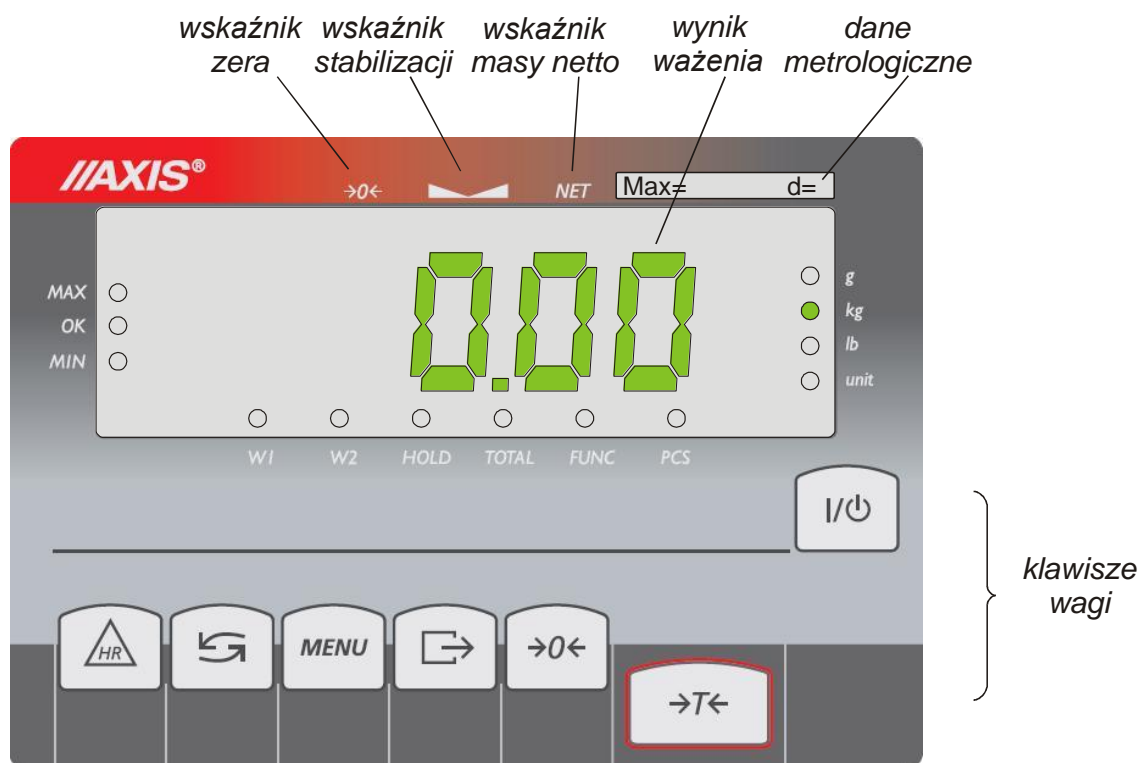 wskaźnik wskaźnik wskaźnik wynik dane
zera stabilizacji masy netto ważenia metrologiczne
//AXIS®
→0← NET Max= d=
0.00
MAX
OK
MIN
g
kg
lb
unit
W1 W2 HOLD TOTAL FUNC PCS
I/⏻
klawisze
wagi
HR MENU →0←
→T←